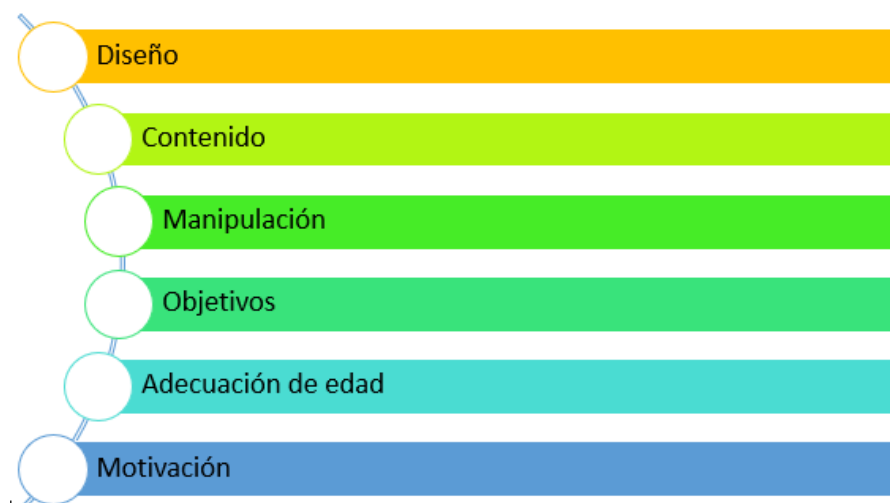 Diseño
Contenido
Manipulación
Objetivos
Adecuación de edad
Motivación